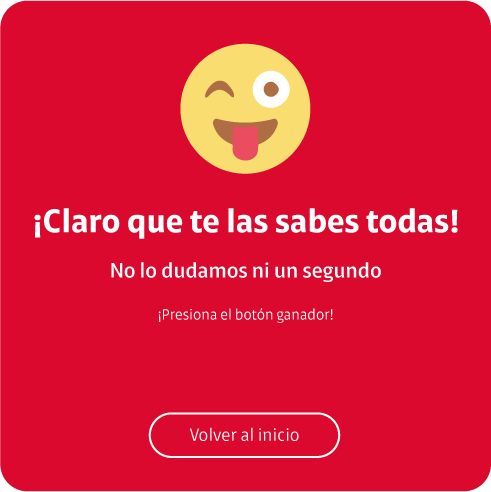 ¡Claro que te las sabes todas!
No lo dudamos ni un segundo
¡Presiona el botón ganador!
Volver al inicio